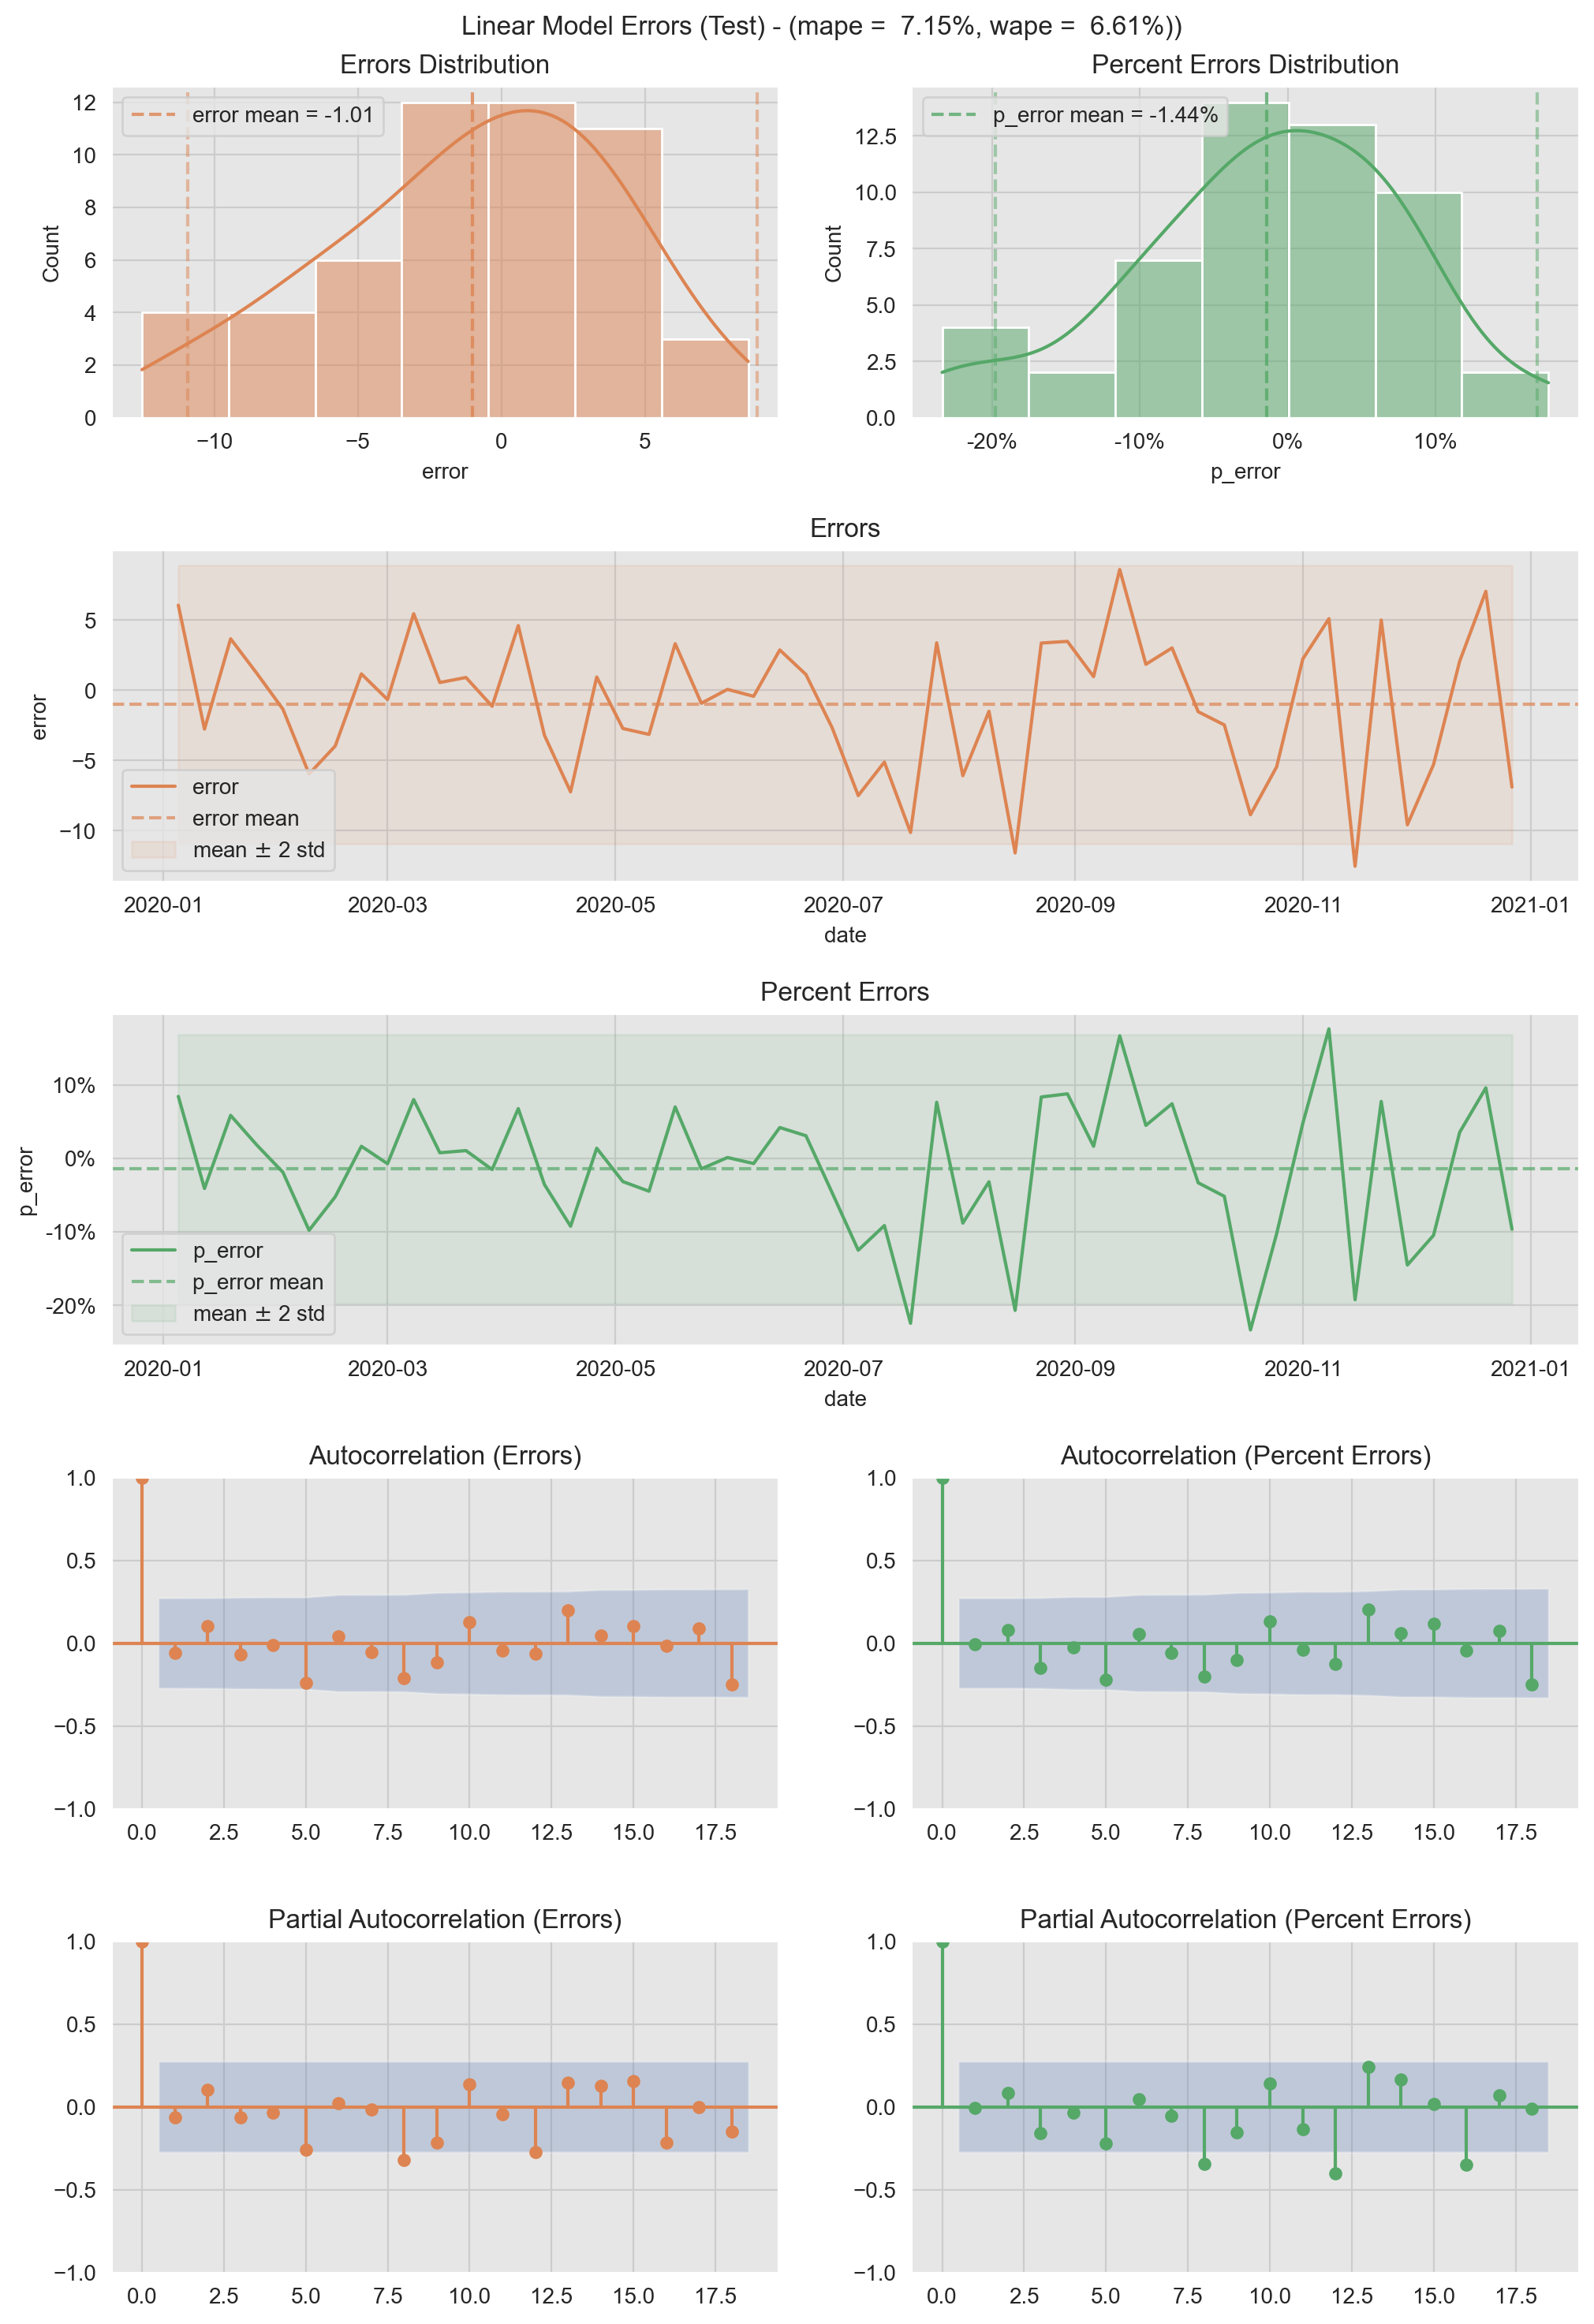 Linear Model Errors (Test) - (mape =  7.15%, wape =  6.61%))
Errors Distribution
error mean = -1.01
Count
12
10
8
6
4
2
0
−10 −5 0 5
error
Percent Errors Distribution
p_error mean = -1.44%
Count
12.5
10.0
7.5
5.0
2.5
0.0
-20% -10% 0% 10%
p_error
Errors
error
5
0
−5
−10
error
error mean
mean ± 2 std
2020-01 2020-03 2020-05 2020-07 2020-09 2020-11 2021-01
date
Percent Errors
p_error
10%
0%
-10%
-20%
p_error
p_error mean
mean ± 2 std
2020-01 2020-03 2020-05 2020-07 2020-09 2020-11 2021-01
date
Autocorrelation (Errors)
1.0
0.5
0.0
−0.5
−1.0
0.0 2.5 5.0 7.5 10.0 12.5 15.0 17.5
Autocorrelation (Percent Errors)
1.0
0.5
0.0
−0.5
−1.0
0.0 2.5 5.0 7.5 10.0 12.5 15.0 17.5
Partial Autocorrelation (Errors)
1.0
0.5
0.0
−0.5
−1.0
0.0 2.5 5.0 7.5 10.0 12.5 15.0 17.5
Partial Autocorrelation (Percent Errors)
1.0
0.5
0.0
−0.5
−1.0
0.0 2.5 5.0 7.5 10.0 12.5 15.0 17.5